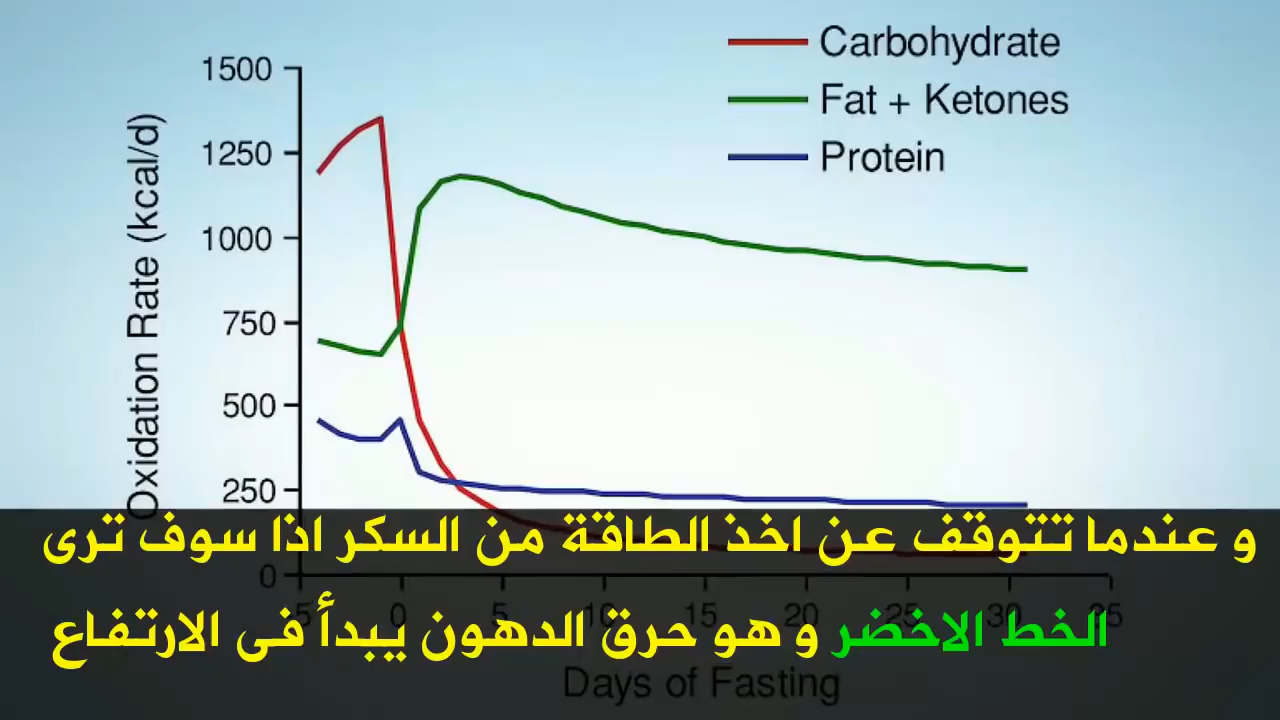 Carbohydrate
Fat + Ketones
Protein
Oxidation Rate (kcal/d)
1500
1250
1000
750
500
250
0
-5 0 5 10 15 20 25 30 35
Days of Fasting
و عندما تتوقف عن اخذ الطاقة من السكر اذا سوف ترى
الخط الاخضر و هو حرق الدهون يبدأ فى الارتفاع